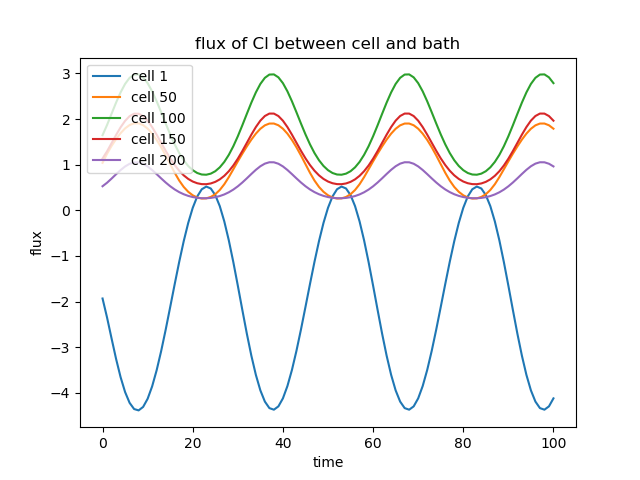 flux of Cl between cell and bath
cell 1
cell 50
cell 100
cell 150
cell 200
3
2
1
0
−1
−2
−3
−4
flux
0
20
40
60
80
100
time